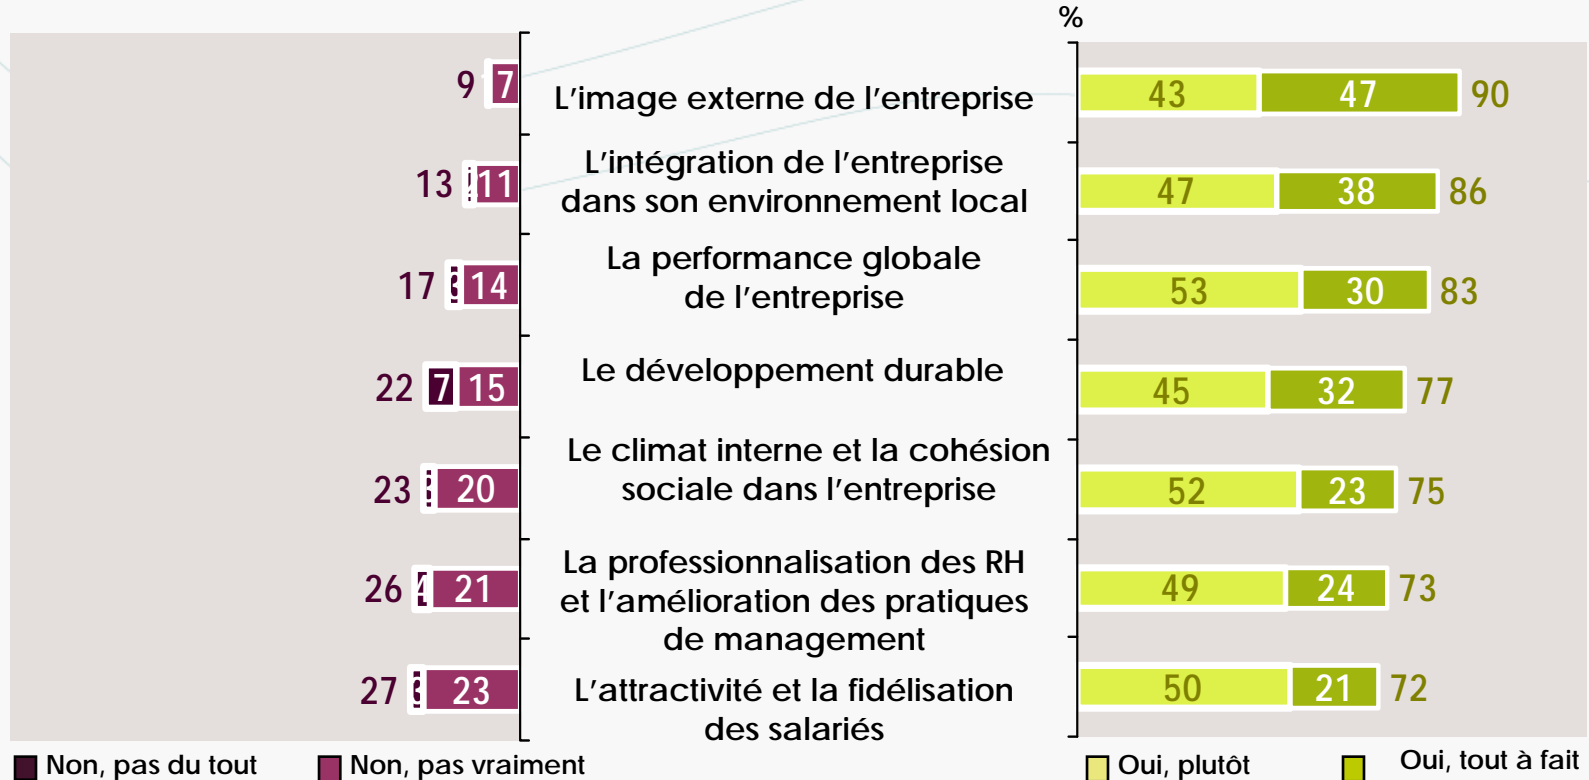 %
9 7 L'image externe de l'entreprise 43 47 90
L'intégration de l'entreprise
13 2 11 dans son environnement local 47 38 86
La performance globale
17 3 14 de l'entreprise 53 30 83
Le développement durable
22 7 15 45 32 77
Le climat interne et la cohésion
23 20 sociale dans l'entreprise 52 23 75
La professionnalisation des RH
26 4 21 et l'amélioration des pratiques 49 24 73
de management
27 3 23 L'attractivité et la fidélisation 50 21 72
des salariés
Non, pas du tout Non, pas vraiment Oui, plutôt Oui, tout à fait